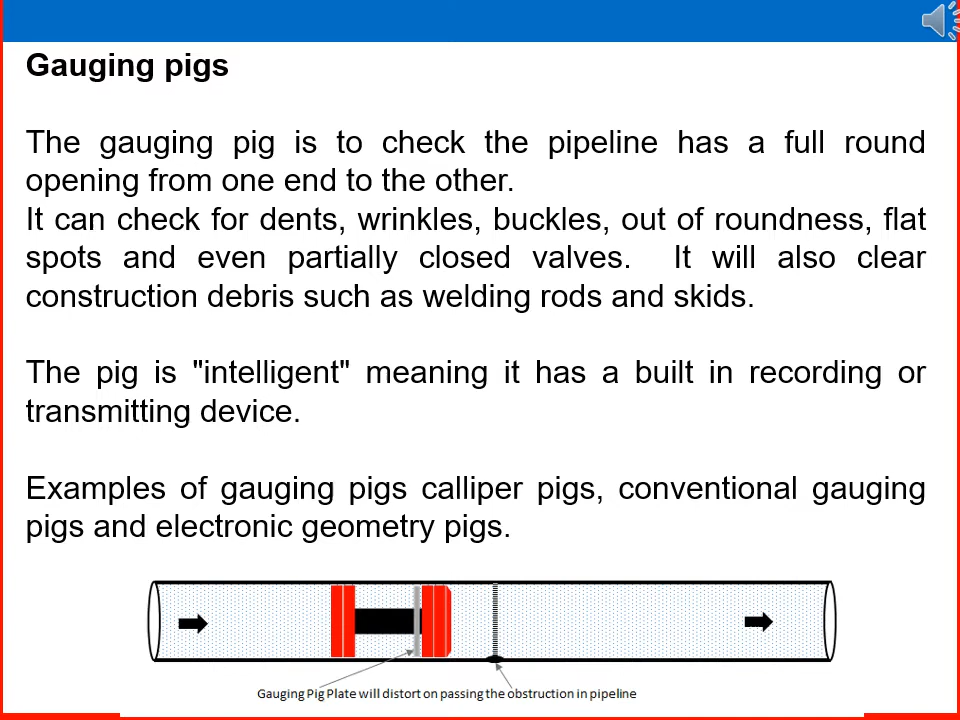 Gauging pigs
The gauging pig is to check the pipeline has a full round
opening from one end to the other.
It can check for dents, wrinkles, buckles, out of roundness, flat
spots and even partially closed valves. It will also clear
construction debris such as welding rods and skids.
The pig is "intelligent" meaning it has a built in recording or
transmitting device.
Examples of gauging pigs calliper pigs, conventional gauging
pigs and electronic geometry pigs.
Gauging Pig Plate will distort on passing the obstruction in pipeline